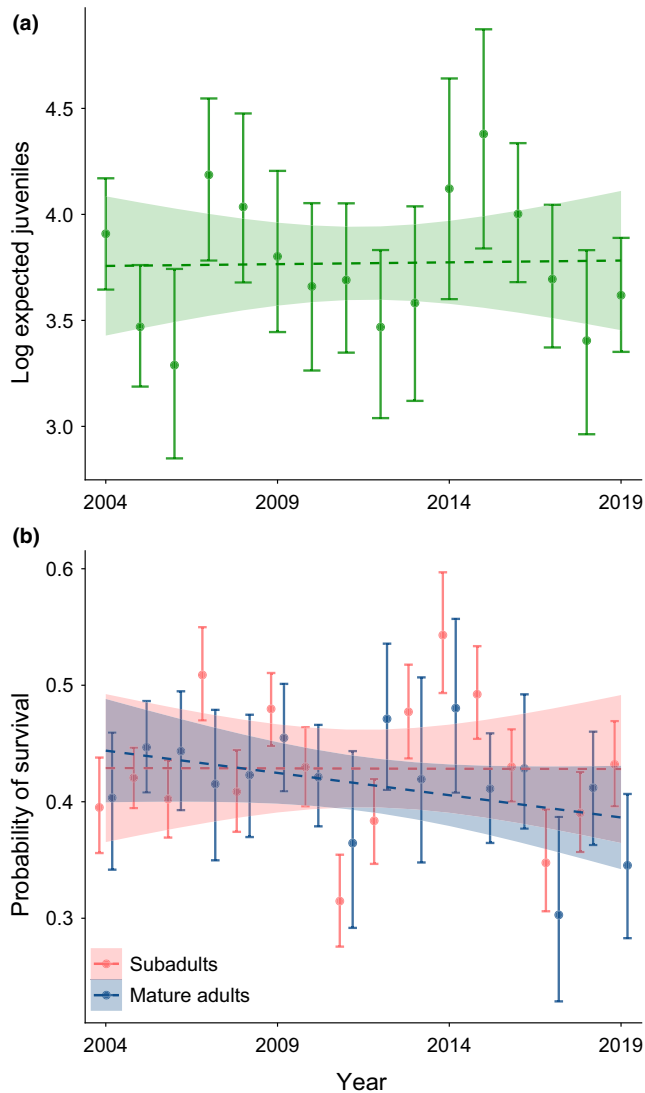 (a)
Log expected juveniles
4.5
4.0
3.5
3.0
2004
2009
2014
2019
(b)
Probability of survival
0.6
0.5
0.4
0.3
Subadults
Mature adults
2004
2009
2014
2019
Year